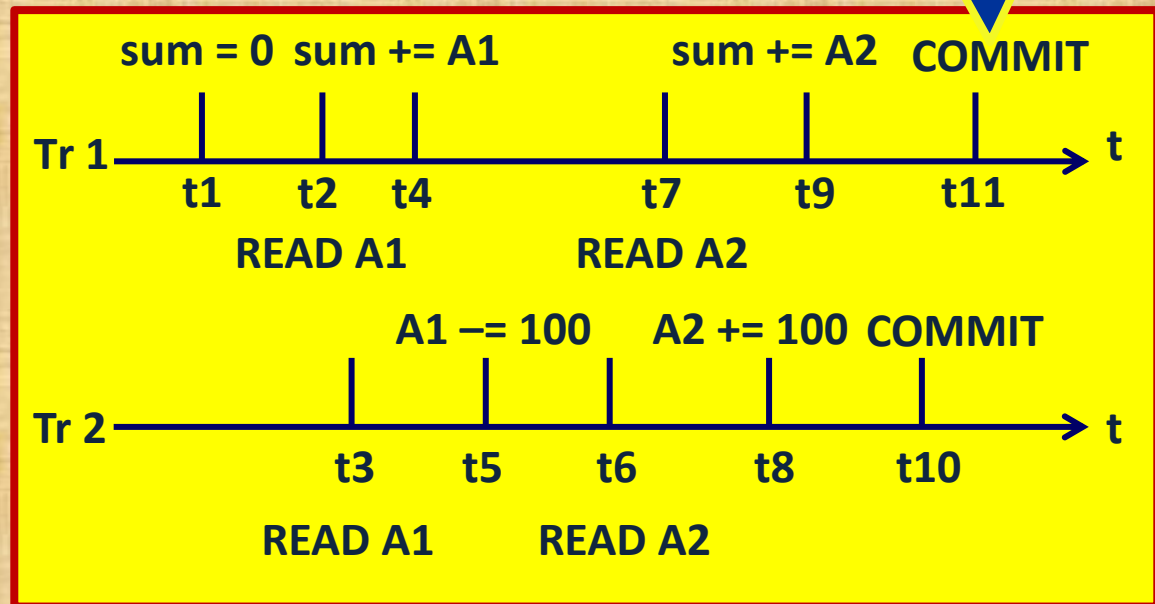 sum = 0 sum += A1 sum += A2 COMMIT
Tr 1 t
t1 t2 t4 t7 t9 t11
READ A1 READ A2
A1 –= 100 A2 += 100 COMMIT
Tr 2 t
t3 t5 t6 t8 t10
READ A1 READ A2